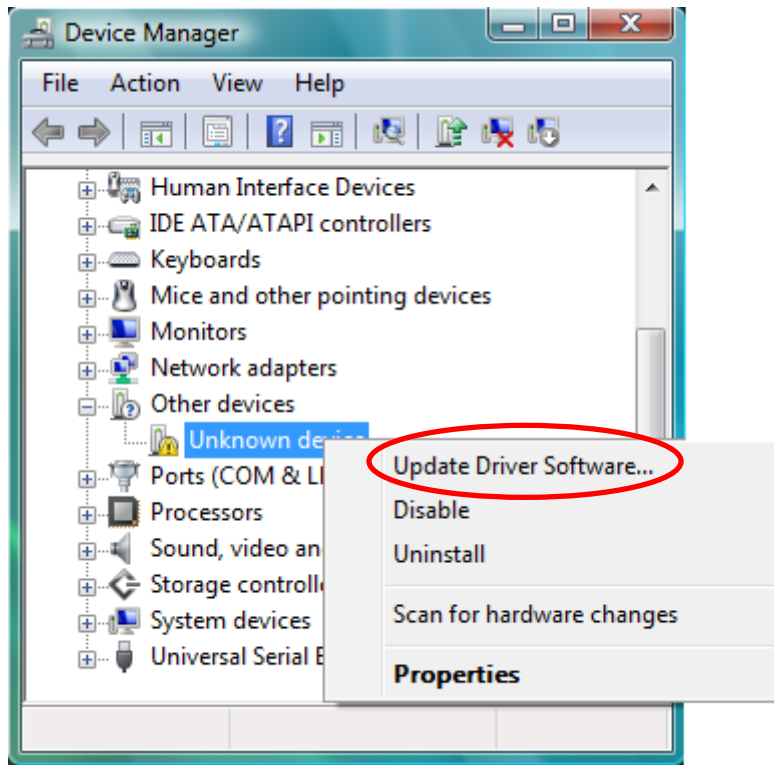 Device Manager
File Action View Help
Human Interface Devices
IDE ATA/ATAPI controllers
Keyboards
Mice and other pointing devices
Monitors
Network adapters
Other devices
Unknown device
Ports (COM &
Processors
Sound, video
Storage
System devices
Universal Serial
Update Driver Software...
Disable
Uninstall
Scan for hardware changes
Properties